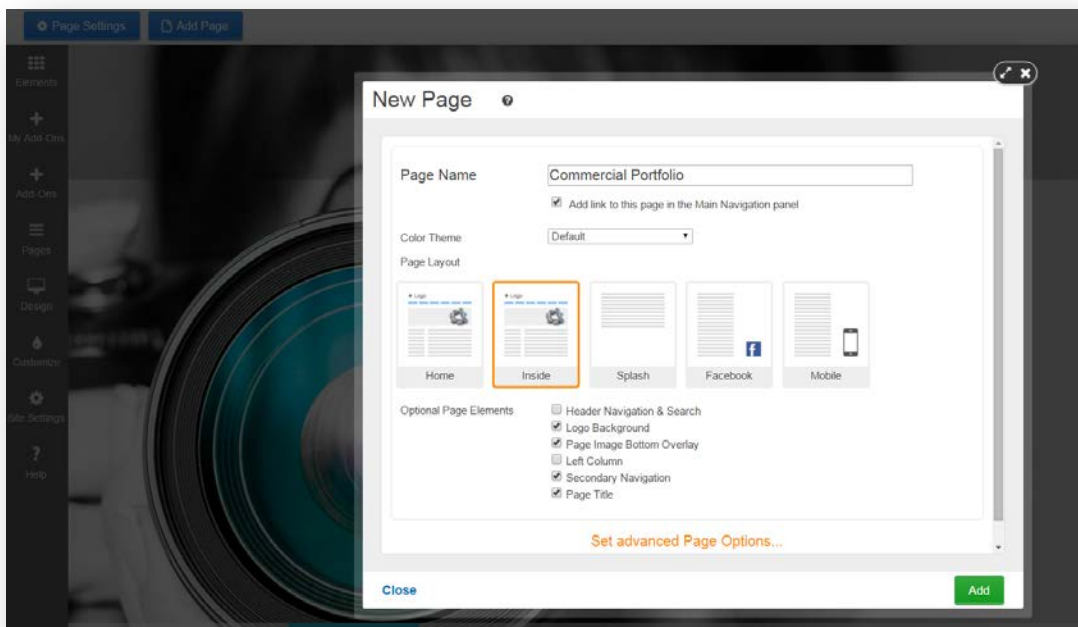 Page Settings
Add Page
Elements
My Add-Ons
Add-Ons
Pages
Design
Customize
Site Settings
Help
New Page
Page Name
Commercial Portfolio
Add link to this page in the Main Navigation panel
Color Theme
Default
Page Layout
Logo
Logo
Home
Inside
Splash
Facebook
Mobile
Optional Page Elements
Header Navigation & Search
Logo Background
Page Image Bottom Overlay
Left Column
Secondary Navigation
Page Title
Set advanced Page Options...
Close
Add